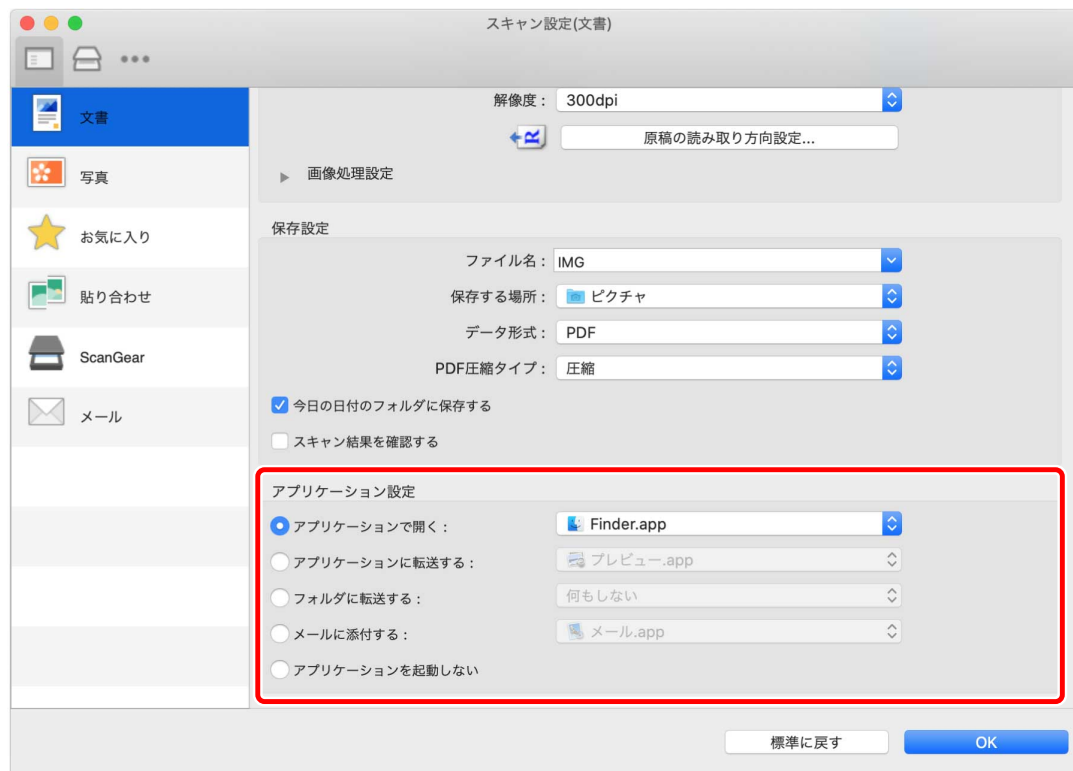 スキャン設定(文書)
文書
写真
お気に入り
貼り合わせ
ScanGear
メール
解像度： 300dpi
原稿の読み取り方向設定...
画像処理設定
保存設定
ファイル名： IMG
保存する場所： ピクチャ
データ形式： PDF
PDF圧縮タイプ： 圧縮
今日の日付のフォルダに保存する
スキャン結果を確認する
アプリケーション設定
アプリケーションで開く： Finder.app
アプリケーションに転送する： プレビュー.app
フォルダに転送する： 何もしない
メールに添付する： メール.app
アプリケーションを起動しない
標準に戻す OK